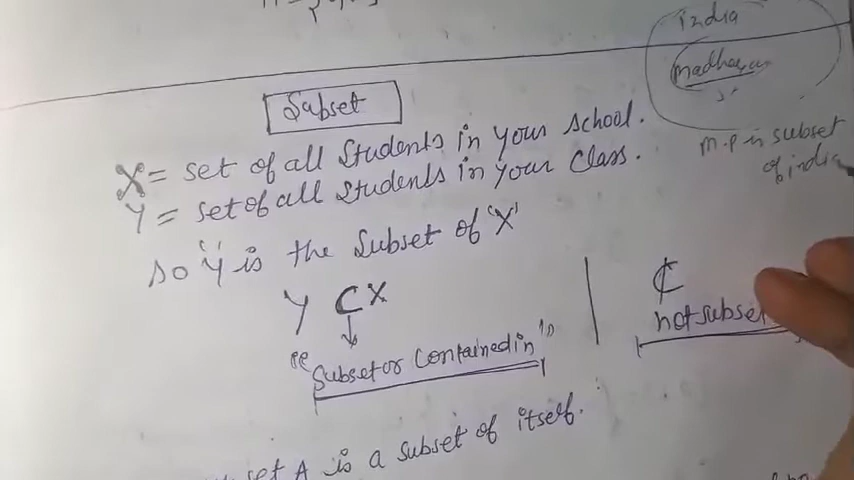 india
Subset
X = set of all Students in your school.
Y = set of all students in your Class.
M.P is subset
of india
so 'Y' is the Subset of 'X'
Y ⊂ X
⊄
not subset
"Subset or Contained in"
set A is a subset of itself.